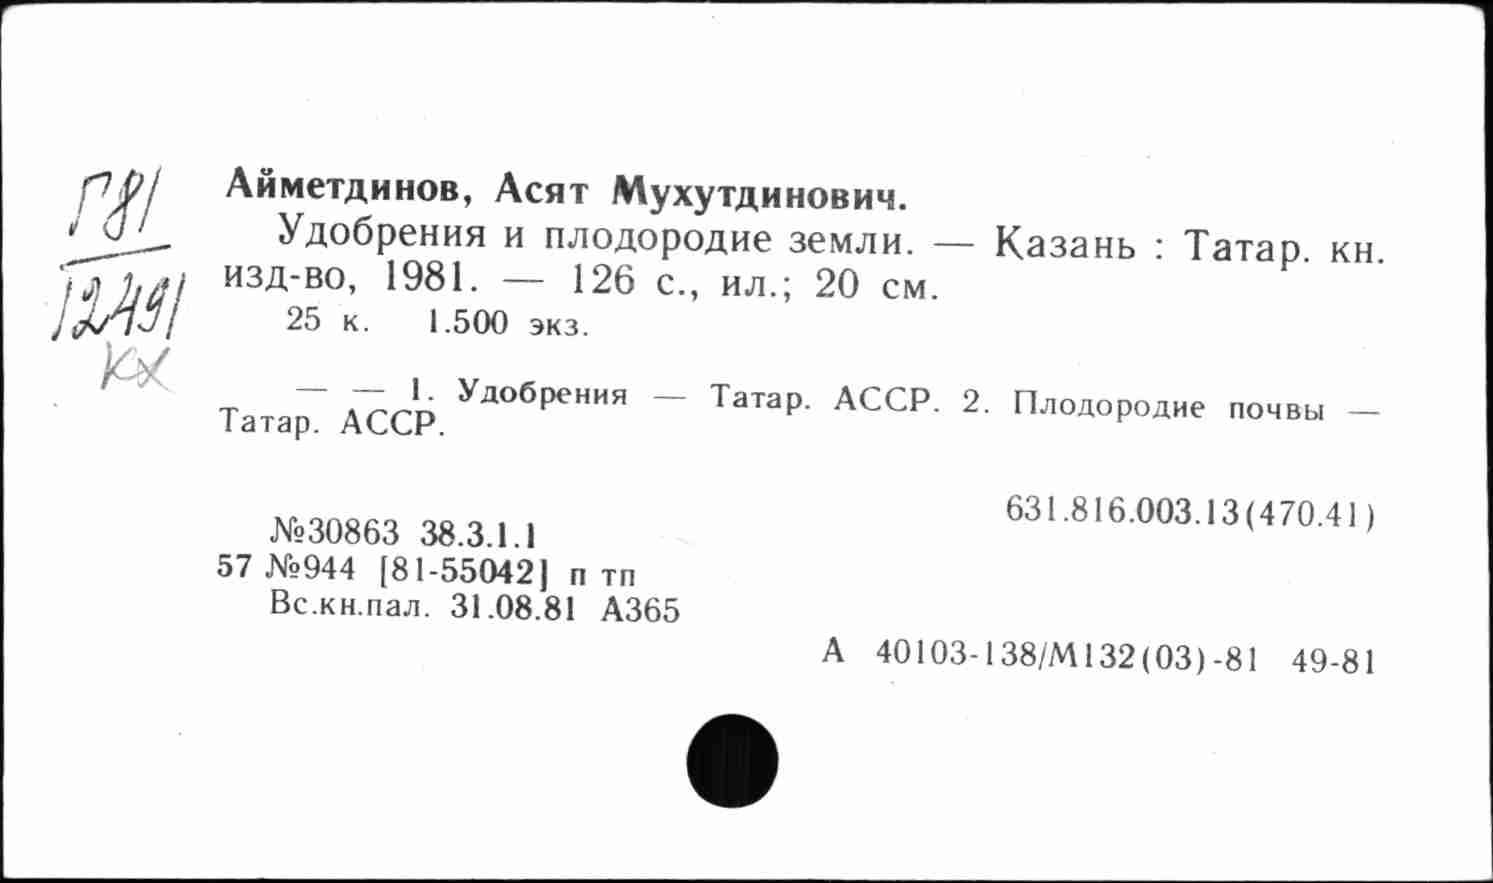 Г81
12491
кх
Айметдинов, Асят Мухутдинович.
Удобрения и плодородие земли. — Казань : Татар. кн.
изд-во, 1981. — 126 с., ил.; 20 см.
25 к. 1.500 экз.
— — 1. Удобрения — Татар. АССР. 2. Плодородие почвы —
Татар. АССР.
631.816.003.13(470.41)
№30863 38.3.1.1
57 №944 [81-55042] п тп
Вс.кн.пал. 31.08.81 А365
А 40103-138/М132(03)-81 49-81